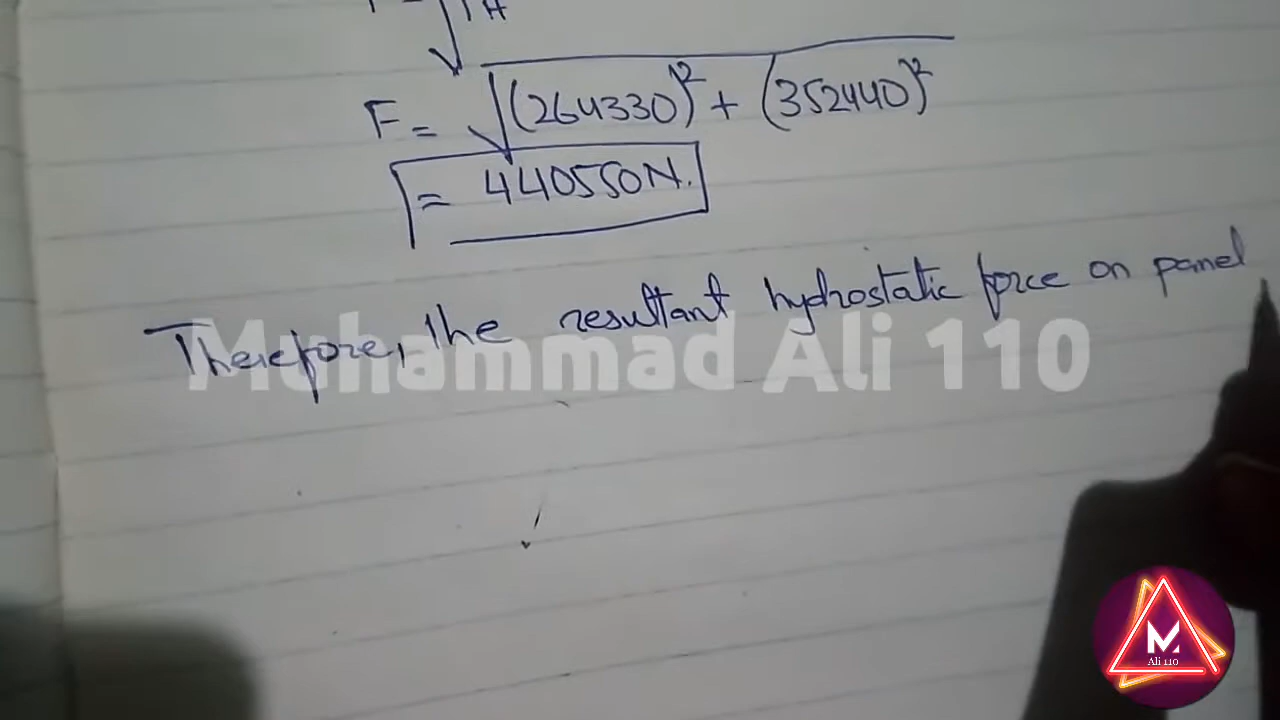 F = √(264330)² + (352440)²
= 440550N.
Therefore, the resultant hydrostatic force on panel
Muhammad Ali 110
M
Ali 110